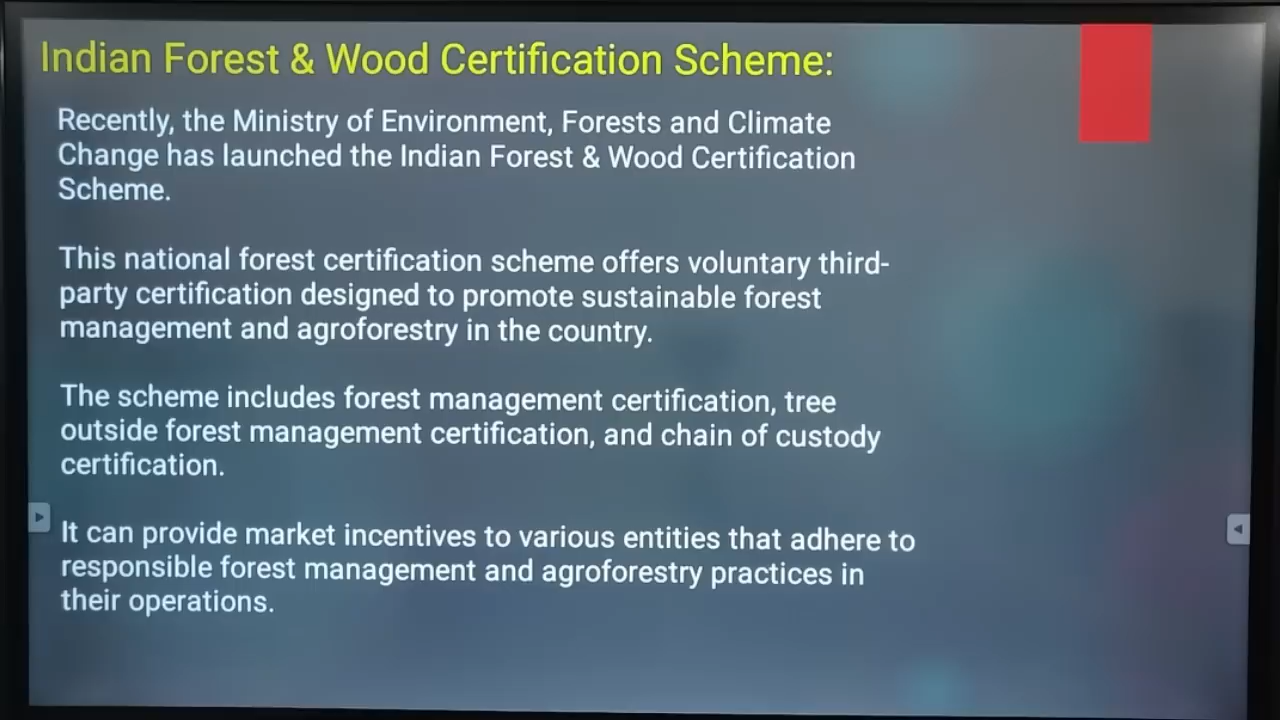 Indian Forest & Wood Certification Scheme:
Recently, the Ministry of Environment, Forests and Climate
Change has launched the Indian Forest & Wood Certification
Scheme.
This national forest certification scheme offers voluntary third-
party certification designed to promote sustainable forest
management and agroforestry in the country.
The scheme includes forest management certification, tree
outside forest management certification, and chain of custody
certification.
It can provide market incentives to various entities that adhere to
responsible forest management and agroforestry practices in
their operations.